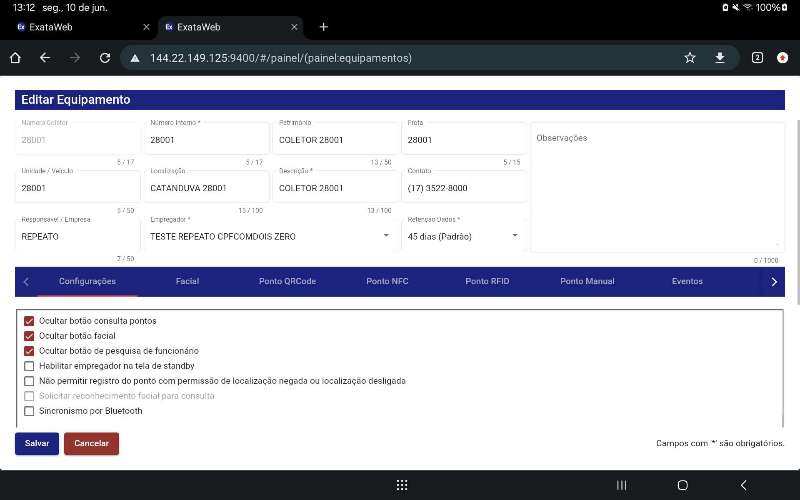 13:12 seg., 10 de jun.
100%
Ex ExataWeb
Ex ExataWeb
144.22.149.125:9400/#/painel/(painel:equipamentos)
2
Editar Equipamento
Número Coletor
28001
5 / 17
Número Interno *
28001
5 / 17
Patrimônio
COLETOR 28001
13 / 50
Frota
28001
5 / 15
Observações
0 / 1000
Unidade / Veículo
28001
5 / 50
Localização
CATANDUVA 28001
15 / 100
Descrição *
COLETOR 28001
13 / 100
Contato
(17) 3522-8000
Responsável / Empresa
REPEATO
7 / 50
Empregador *
TESTE REPEATO CPFCOMDOIS ZERO
Retenção Dados *
45 dias (Padrão)
Configurações
Facial
Ponto QRCode
Ponto NFC
Ponto RFID
Ponto Manual
Eventos
Ocultar botão consulta pontos
Ocultar botão facial
Ocultar botão de pesquisa de funcionário
Habilitar empregador na tela de standby
Não permitir registro do ponto com permissão de localização negada ou localização desligada
Solicitar reconhecimento facial para consulta
Sincronismo por Bluetooth
Salvar
Cancelar
Campos com '*' são obrigatórios.